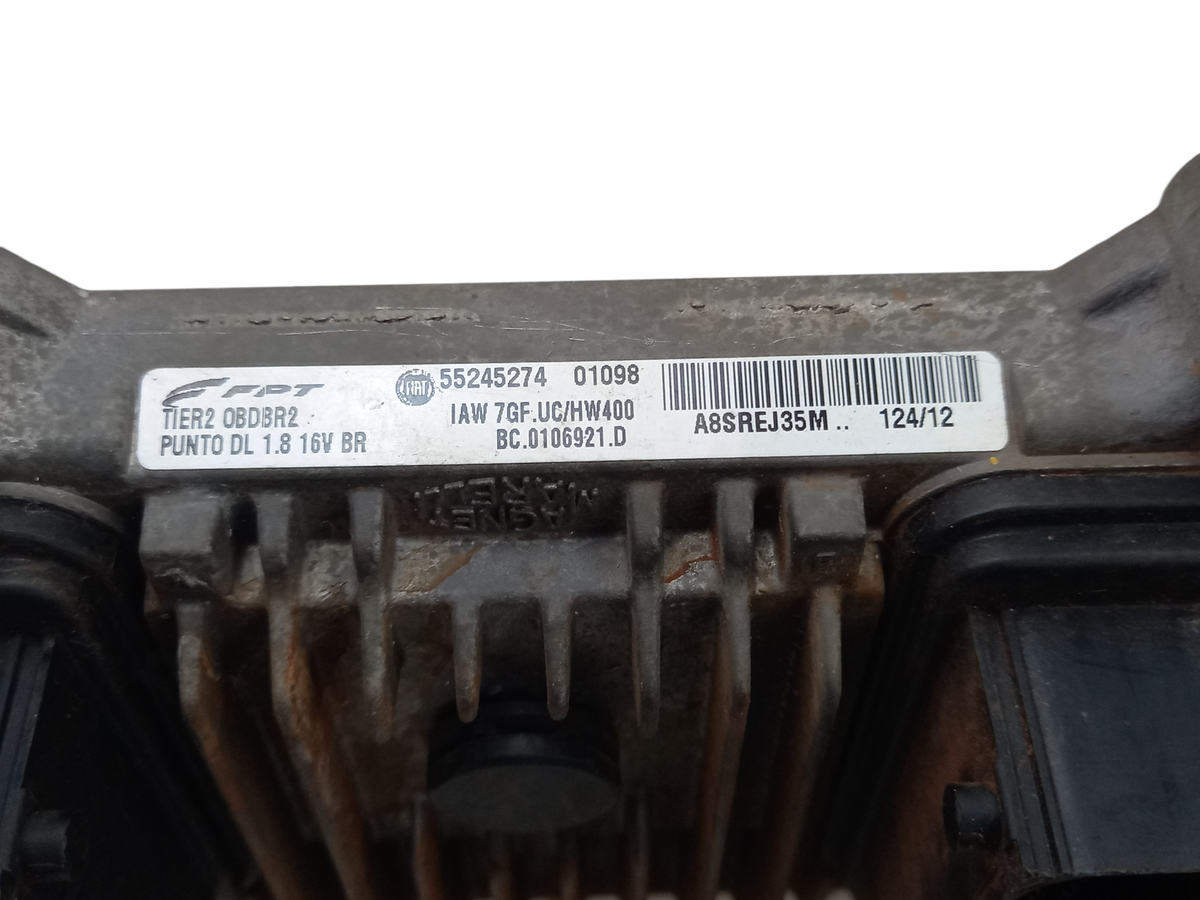 FPT
TIER2 OBDIBR2
PUNTO DL 1.8 16V BR
FIAT 55245274 01098
IAW 7GF.UC/HW400
BC.0106921.D
A8SREJ35M .. 124/12
MAGNETI
MARELLI